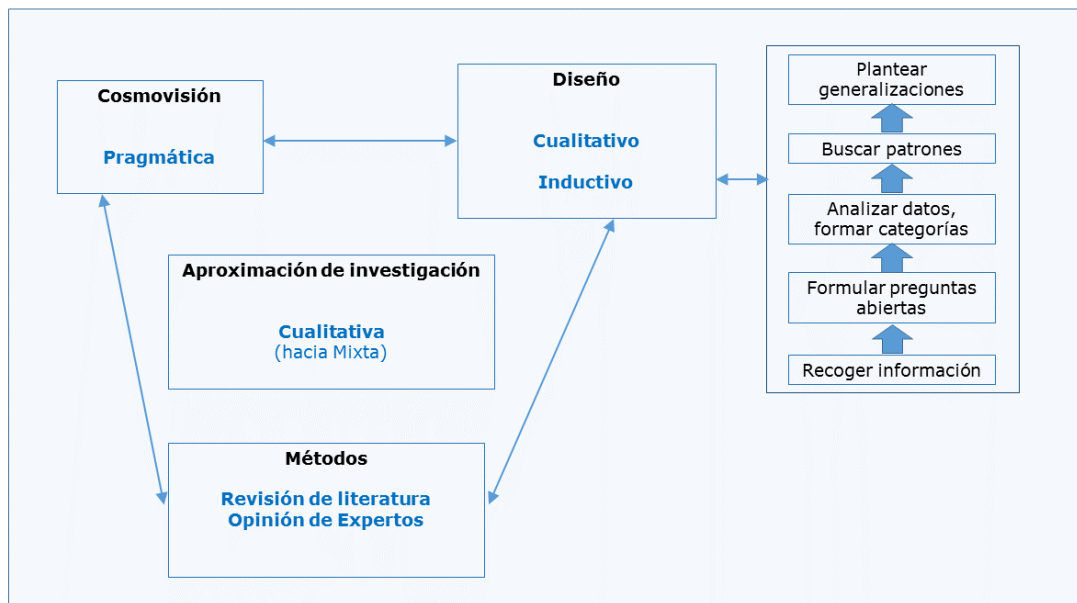 Cosmovisión
Pragmática
Diseño
Cualitativo
Inductivo
Aproximación de investigación
Cualitativa
(hacia Mixta)
Métodos
Revisión de literatura
Opinión de Expertos
Plantear
generalizaciones
Buscar patrones
Analizar datos,
formar categorías
Formular preguntas
abiertas
Recoger información